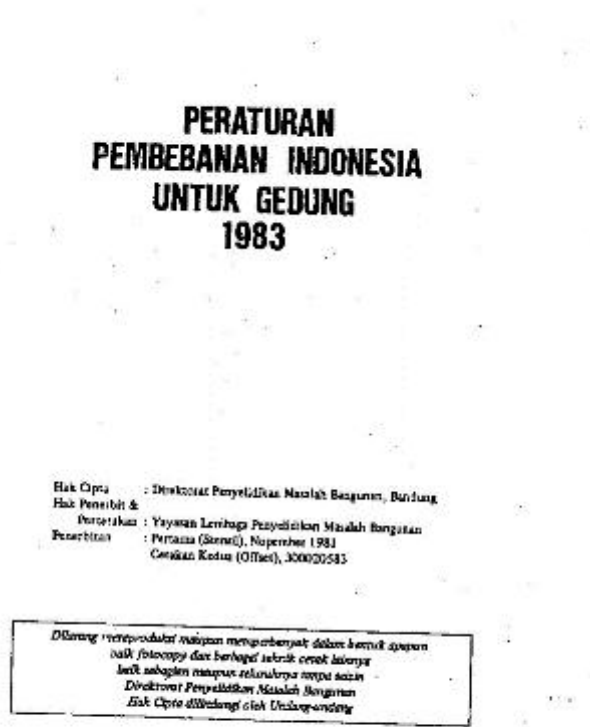 PERATURAN
PEMBEBANAN INDONESIA
UNTUK GEDUNG
1983
Hak Cipta : Direktorat Penyelidikan Masalah Bangunan, Bandung
Hak Penerbit &
Percetakan : Yayasan Lembaga Penyelidikan Masalah Bangunan
Penerbitan : Pertama (Stensil), Nopember 1981
Cetakan Kedua (Offset), 300020583
Dilarang mereproduksi maupun memperbanyak dalam bentuk apapun
baik fotocopy dan berbagai teknik cetak lainnya
baik sebagian maupun seluruhnya tanpa seizin
Direktorat Penyelidikan Masalah Bangunan
Hak Cipta dilindungi oleh Undang-undang